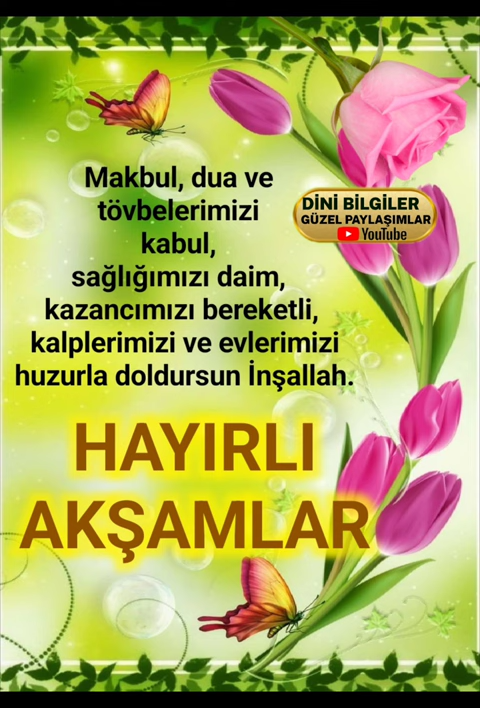 Makbul, dua ve
tövbelerimizi
kabul,
sağlığımızı daim,
kazancımızı bereketli,
kalplerimizi ve evlerimizi
huzurla doldursun İnşallah.
DİNİ BİLGİLER
GÜZEL PAYLAŞIMLAR
YouTube
HAYIRLI
AKŞAMLAR